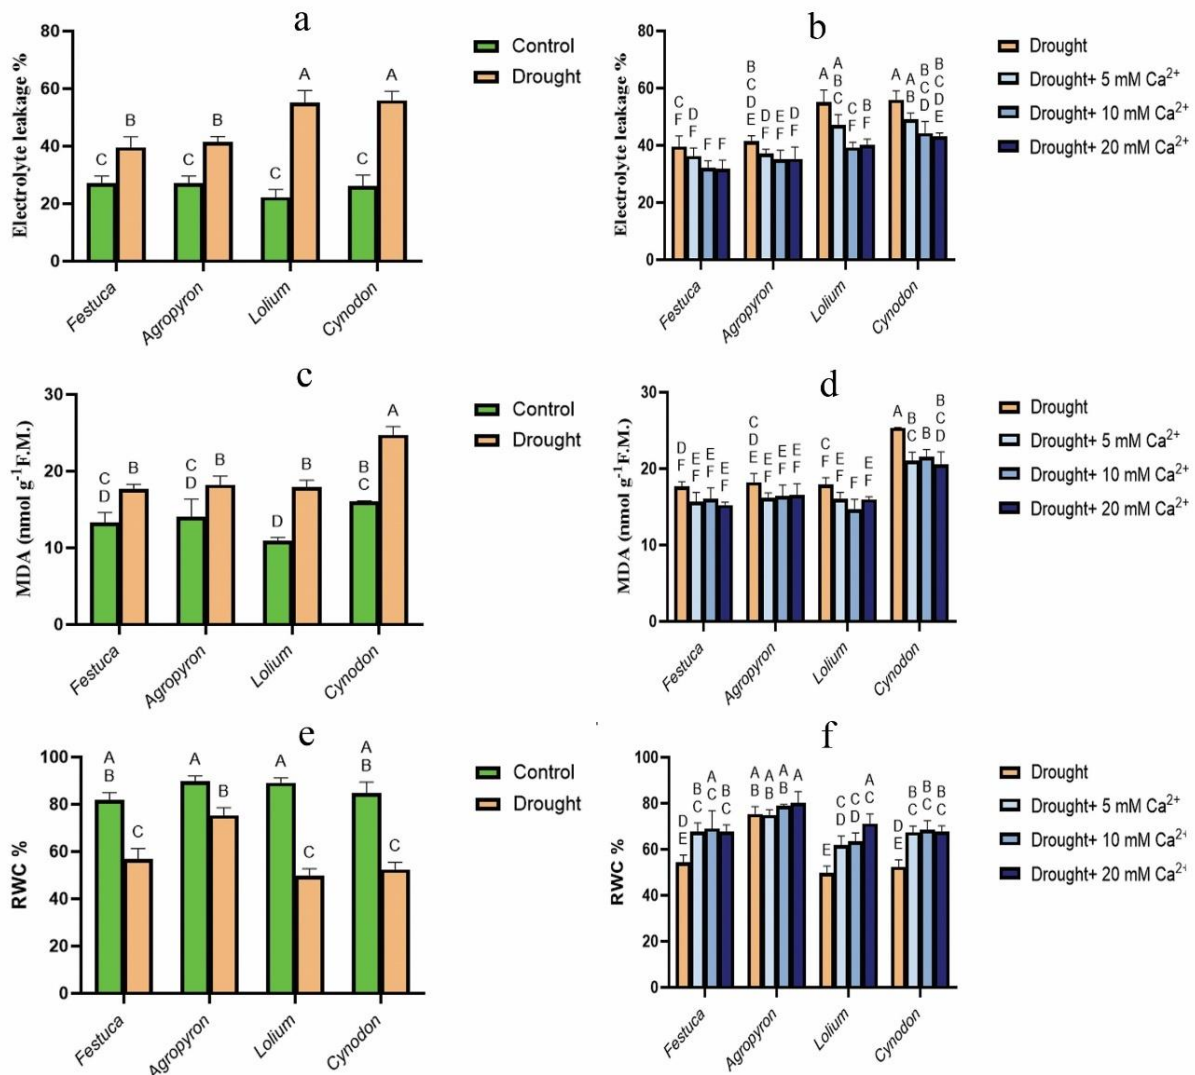 a
Electrolyte leakage %
80
60
40
20
0
C
B
C
B
C
A
C
A
Festuca
Agropyron
Lolium
Cynodon
Control
Drought
b
Electrolyte leakage %
80
60
40
20
0
C
F
D
F
F
F
B
C
D
E
D
F
E
F
D
F
A
A
B
C
C
F
B
F
A
A
B
B
C
D
B
C
D
E
Festuca
Agropyron
Lolium
Cynodon
Drought
Drought+ 5 mM Ca²⁺
Drought+ 10 mM Ca²⁺
Drought+ 20 mM Ca²⁺
c
MDA (nmol g⁻¹F.M.)
30
20
10
0
C
D
B
C
D
B
D
B
B
C
A
Festuca
Agropyron
Lolium
Cynodon
Control
Drought
d
MDA (nmol g⁻¹F.M.)
30
20
10
0
D
F
E
F
E
F
E
F
C
D
E
E
F
E
F
E
F
C
F
E
F
F
E
F
A
B
C
B
B
C
D
Festuca
Agropyron
Lolium
Cynodon
Drought
Drought+ 5 mM Ca²⁺
Drought+ 10 mM Ca²⁺
Drought+ 20 mM Ca²⁺
e
RWC %
100
80
60
40
20
0
A
B
C
A
B
A
C
A
B
C
Festuca
Agropyron
Lolium
Cynodon
Control
Drought
f
RWC %
100
80
60
40
20
0
D
E
B
C
A
C
B
C
A
B
A
B
A
B
A
E
C
D
C
D
A
C
D
E
B
C
B
C
B
C
Festuca
Agropyron
Lolium
Cynodon
Drought
Drought+ 5 mM Ca²⁺
Drought+ 10 mM Ca²⁺
Drought+ 20 mM Ca²⁺